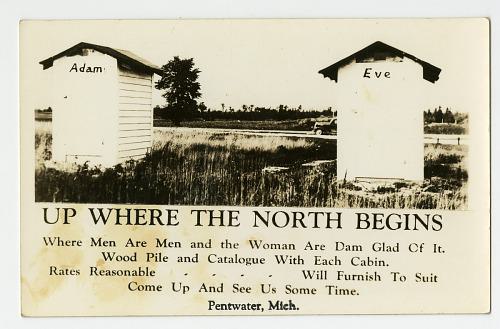 Adam
Eve
UP WHERE THE NORTH BEGINS
Where Men Are Men and the Woman Are Dam Glad Of It.
Wood Pile and Catalogue With Each Cabin.
Rates Reasonable - - - - - Will Furnish To Suit
Come Up And See Us Some Time.
Pentwater, Mich.